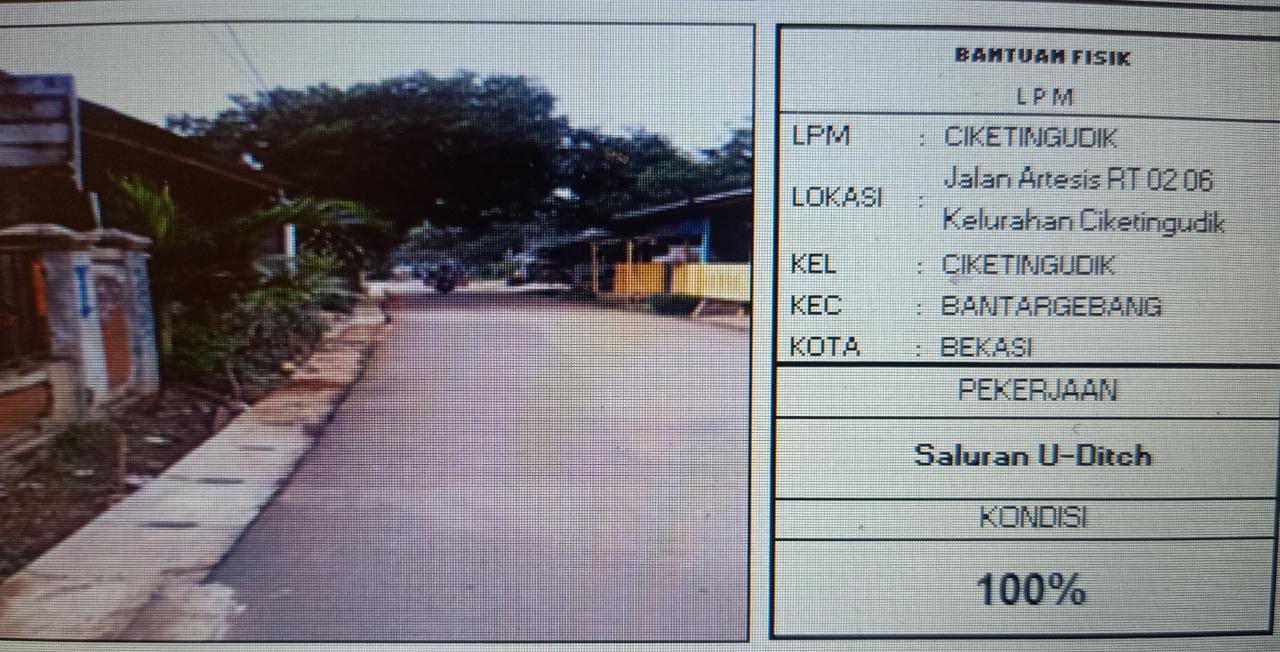 BANTUAN FISIK
LPM
LPM : CIKETINGUDIK
LOKASI : Jalan Artesis RT 02 06
Kelurahan Ciketingudik
KEL : CIKETINGUDIK
KEC : BANTARGEBANG
KOTA : BEKASI
PEKERJAAN
Saluran U-Ditch
KONDISI
100%